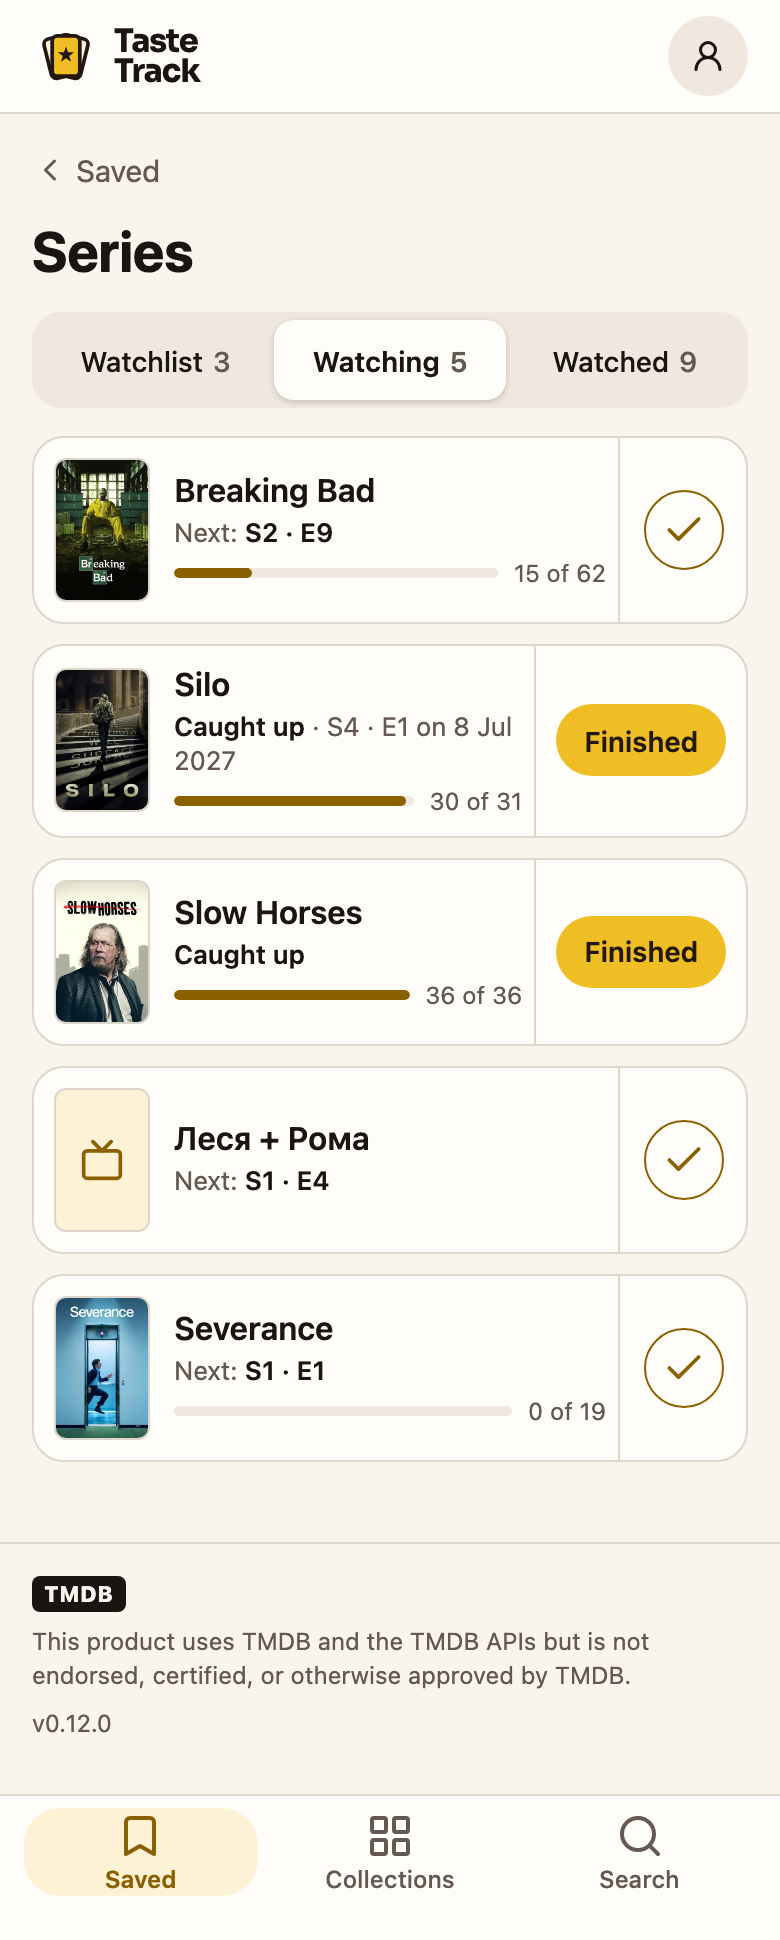 Taste
Track
Saved
Series
Watchlist 3
Watching 5
Watched 9
Breaking
Bad
Breaking Bad
Next: S2 · E9
15 of 62
SILO
Silo
Caught up · S4 · E1 on 8 Jul
2027
30 of 31
Finished
SLOW HORSES
Slow Horses
Caught up
36 of 36
Finished
Леся + Рома
Next: S1 · E4
Severance
Severance
Next: S1 · E1
0 of 19
TMDB
This product uses TMDB and the TMDB APIs but is not
endorsed, certified, or otherwise approved by TMDB.
v0.12.0
Saved
Collections
Search